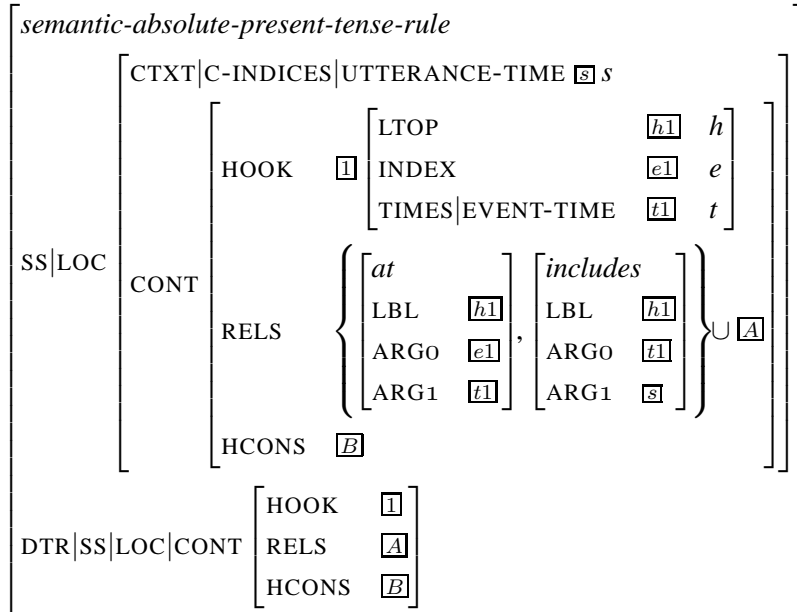 semantic-absolute-present-tense-rule
CTXT|C-INDICES|UTTERANCE-TIME s s
LTOP h1 h
HOOK 1 INDEX e1 e
TIMES|EVENT-TIME t1 t
SS|LOC
CONT
at includes
LBL h1 LBL h1
RELS { , } ∪ A
ARG0 e1 ARG0 t1
ARG1 t1 ARG1 s
HCONS B
HOOK 1
DTR|SS|LOC|CONT RELS A
HCONS B